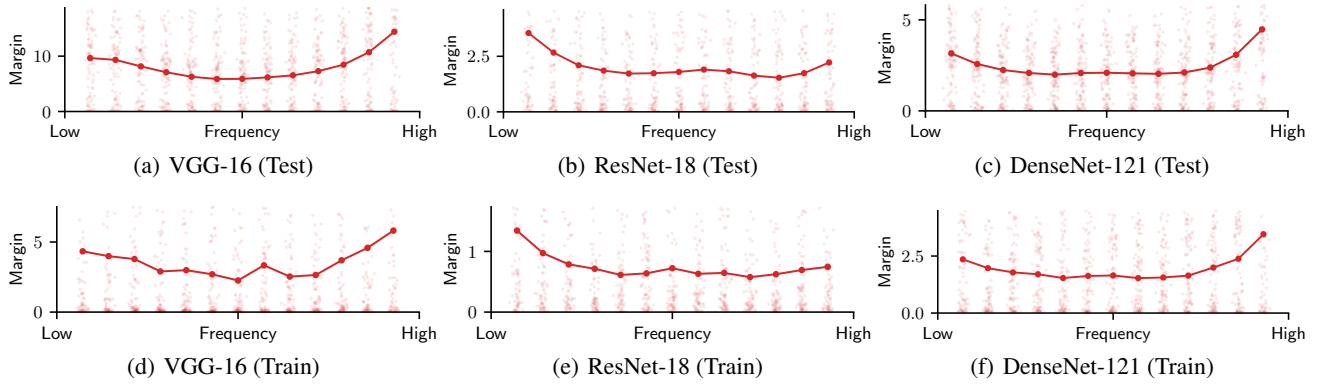 Margin
10
0
Low
Frequency
High
(a) VGG-16 (Test)
Margin
2.5
0.0
Low
Frequency
High
(b) ResNet-18 (Test)
Margin
5
0
Low
Frequency
High
(c) DenseNet-121 (Test)
Margin
5
0
Low
Frequency
High
(d) VGG-16 (Train)
Margin
1
0
Low
Frequency
High
(e) ResNet-18 (Train)
Margin
2.5
0.0
Low
Frequency
High
(f) DenseNet-121 (Train)